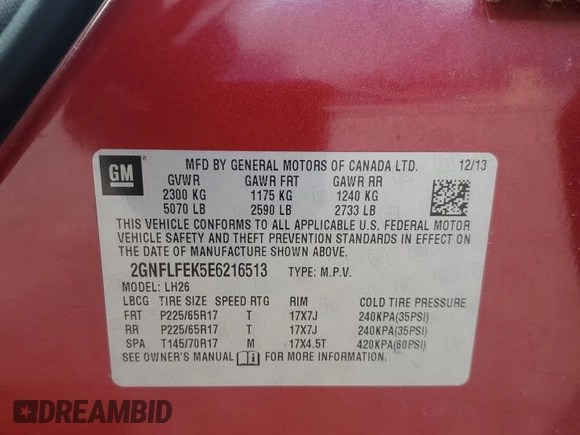 GM
MFD BY GENERAL MOTORS OF CANADA LTD. 12/13
GVWR GAWR FRT GAWR RR
2300 KG 1175 KG 1240 KG
5070 LB 2590 LB 2733 LB
THIS VEHICLE CONFORMS TO ALL APPLICABLE U.S. FEDERAL MOTOR
VEHICLE SAFETY AND THEFT PREVENTION STANDARDS IN EFFECT ON
THE DATE OF MANUFACTURE SHOWN ABOVE.
2GNFLFEK5E6216513 TYPE: M.P.V.
MODEL: LH26
LBCG TIRE SIZE SPEED RTG RIM COLD TIRE PRESSURE
FRT P225/65R17 T 17X7J 240KPA(35PSI)
RR P225/65R17 T 17X7J 240KPA(35PSI)
SPA T145/70R17 M 17X4.5T 420KPA(60PSI)
SEE OWNER'S MANUAL FOR MORE INFORMATION.
DREAMBID